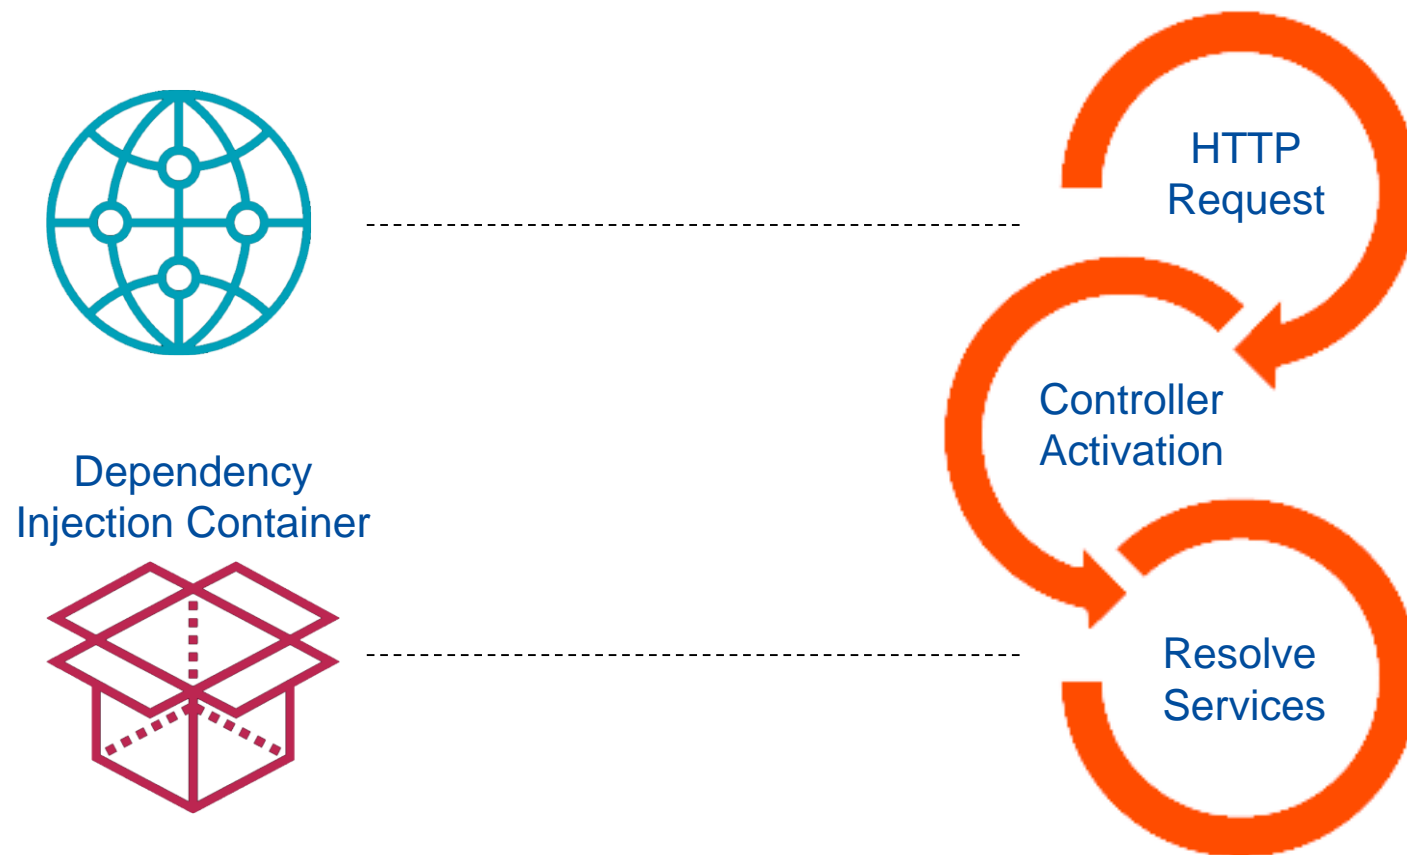 HTTP
Request
Controller
Activation
Dependency
Injection Container
Resolve
Services